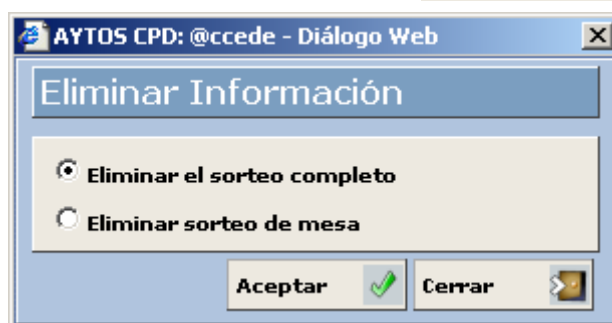 AYTOS CPD: @ccede - Diálogo Web
Eliminar Información
Eliminar el sorteo completo
Eliminar sorteo de mesa
Aceptar Cerrar